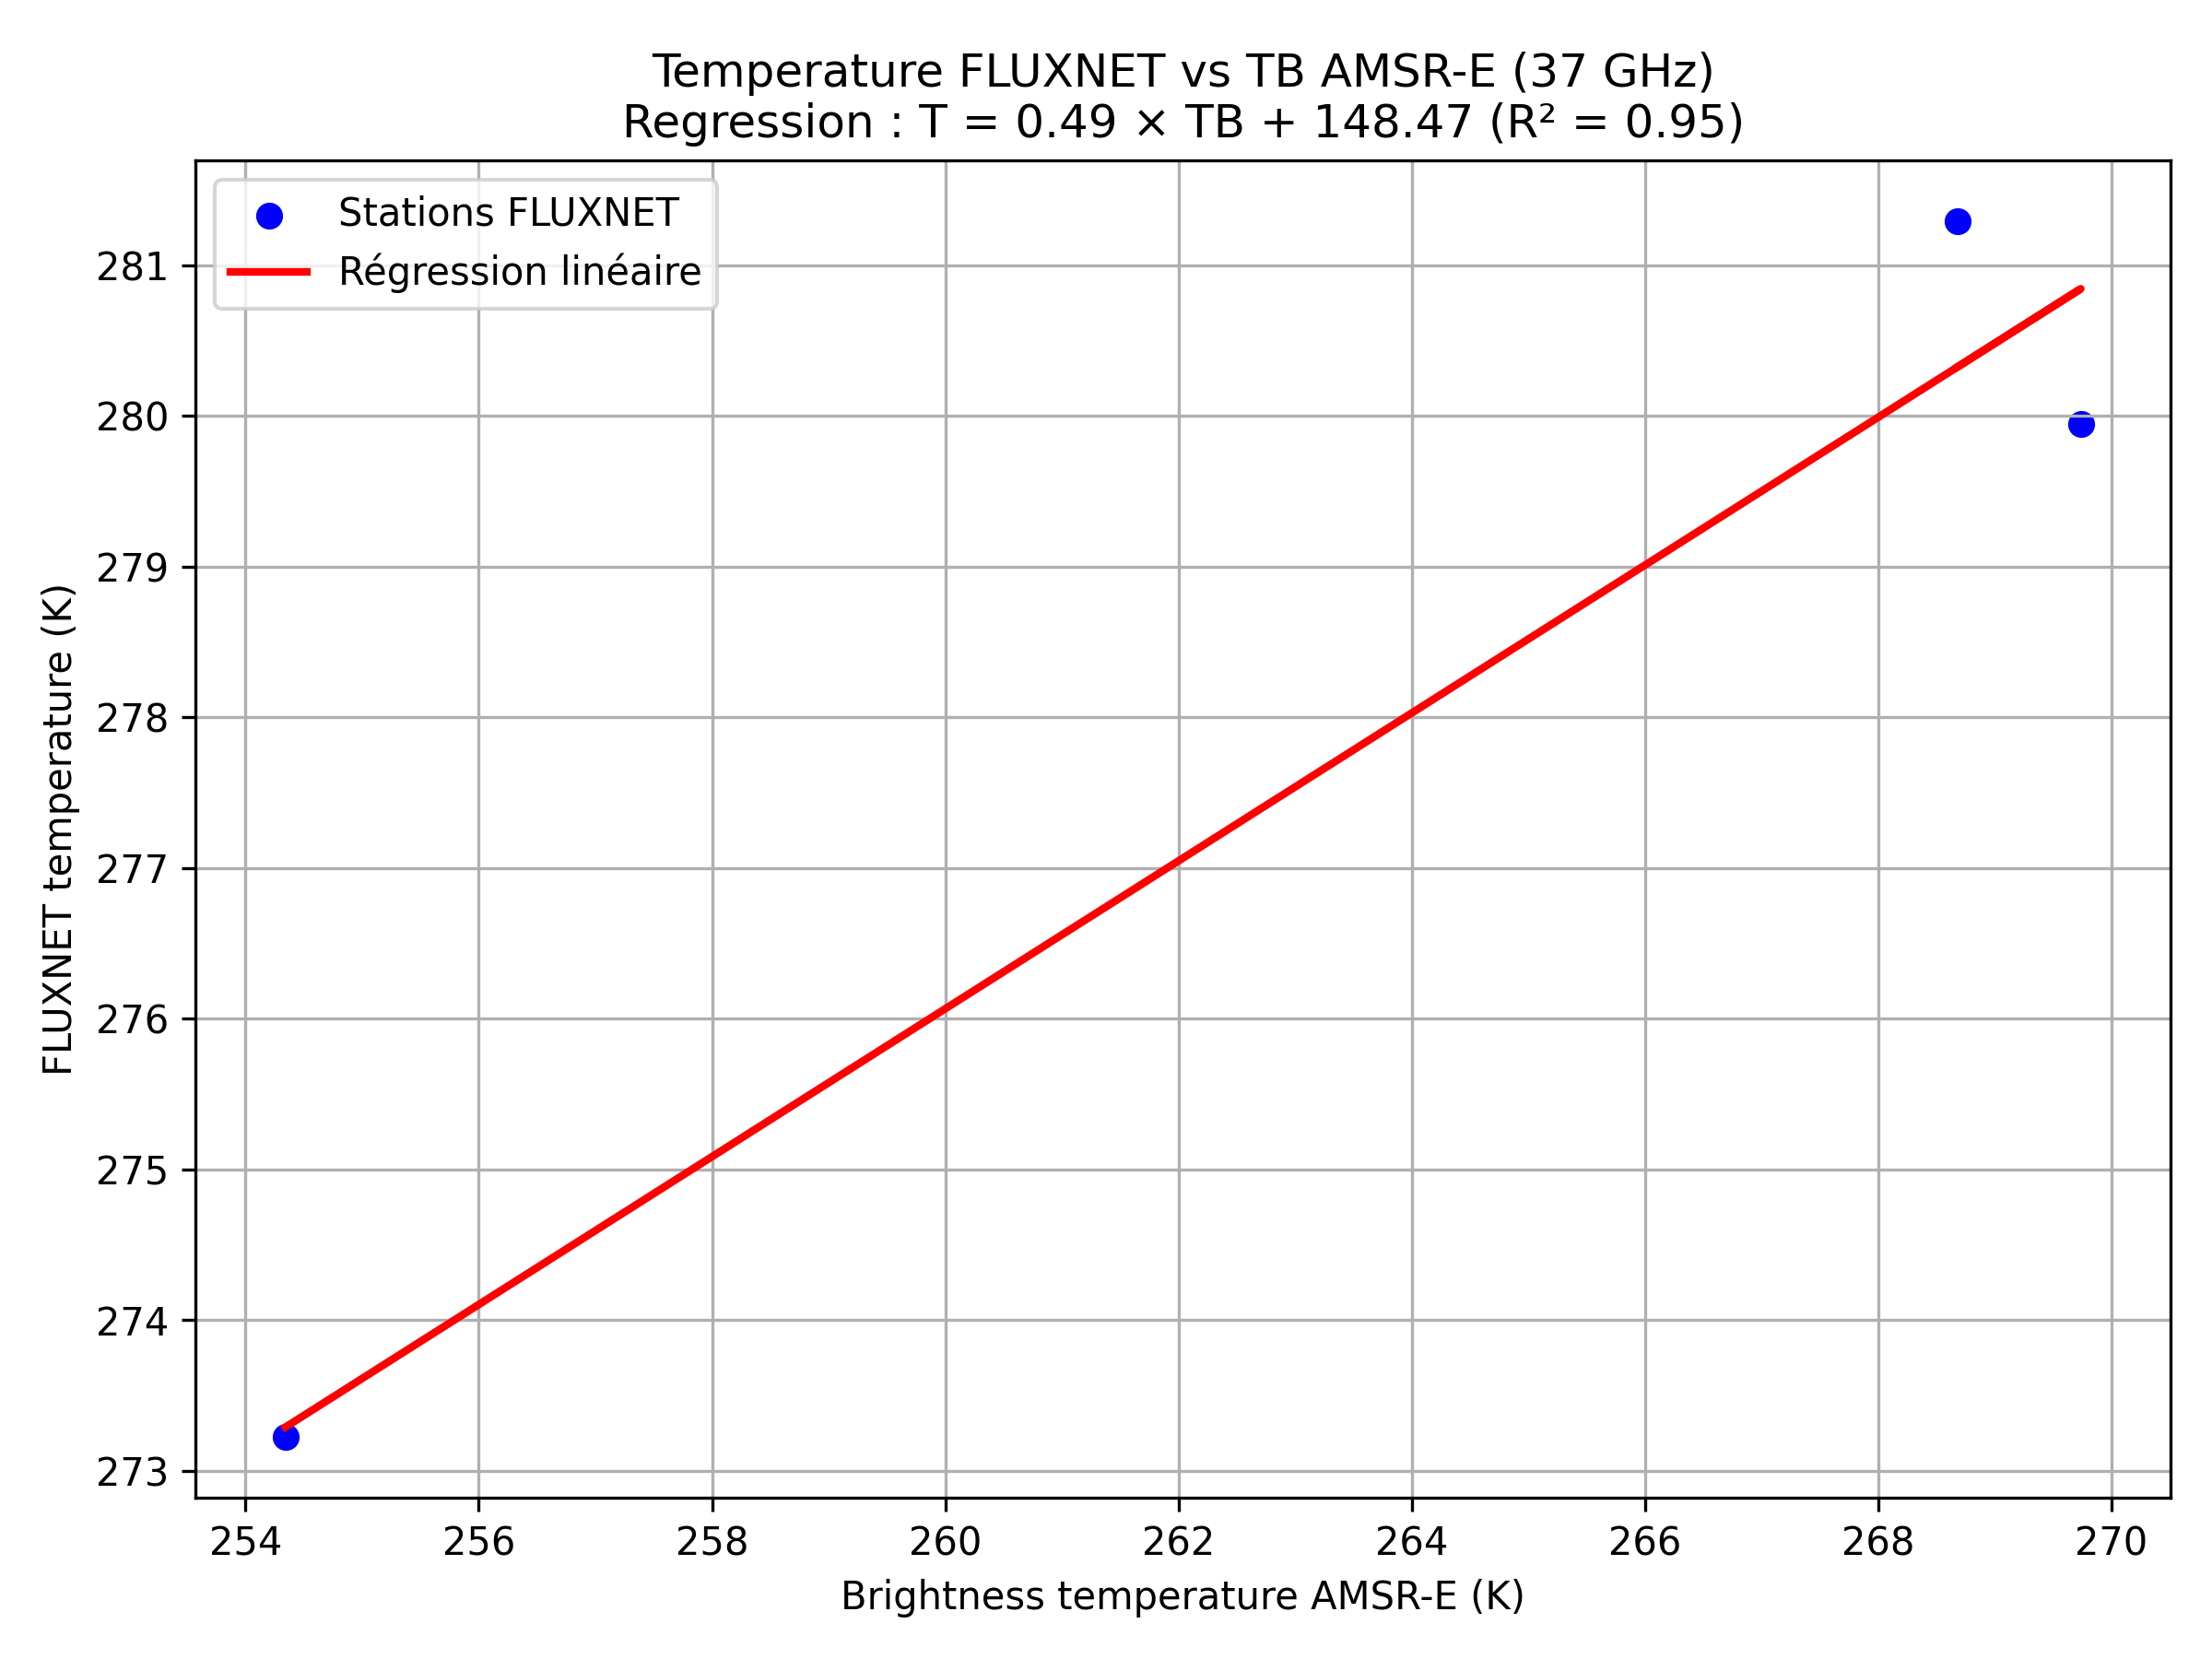 Temperature FLUXNET vs TB AMSR-E (37 GHz)
Regression : T = 0.49 × TB + 148.47 (R² = 0.95)
Stations FLUXNET
Régression linéaire
FLUXNET temperature (K)
281
280
279
278
277
276
275
274
273
254 256 258 260 262 264 266 268 270
Brightness temperature AMSR-E (K)